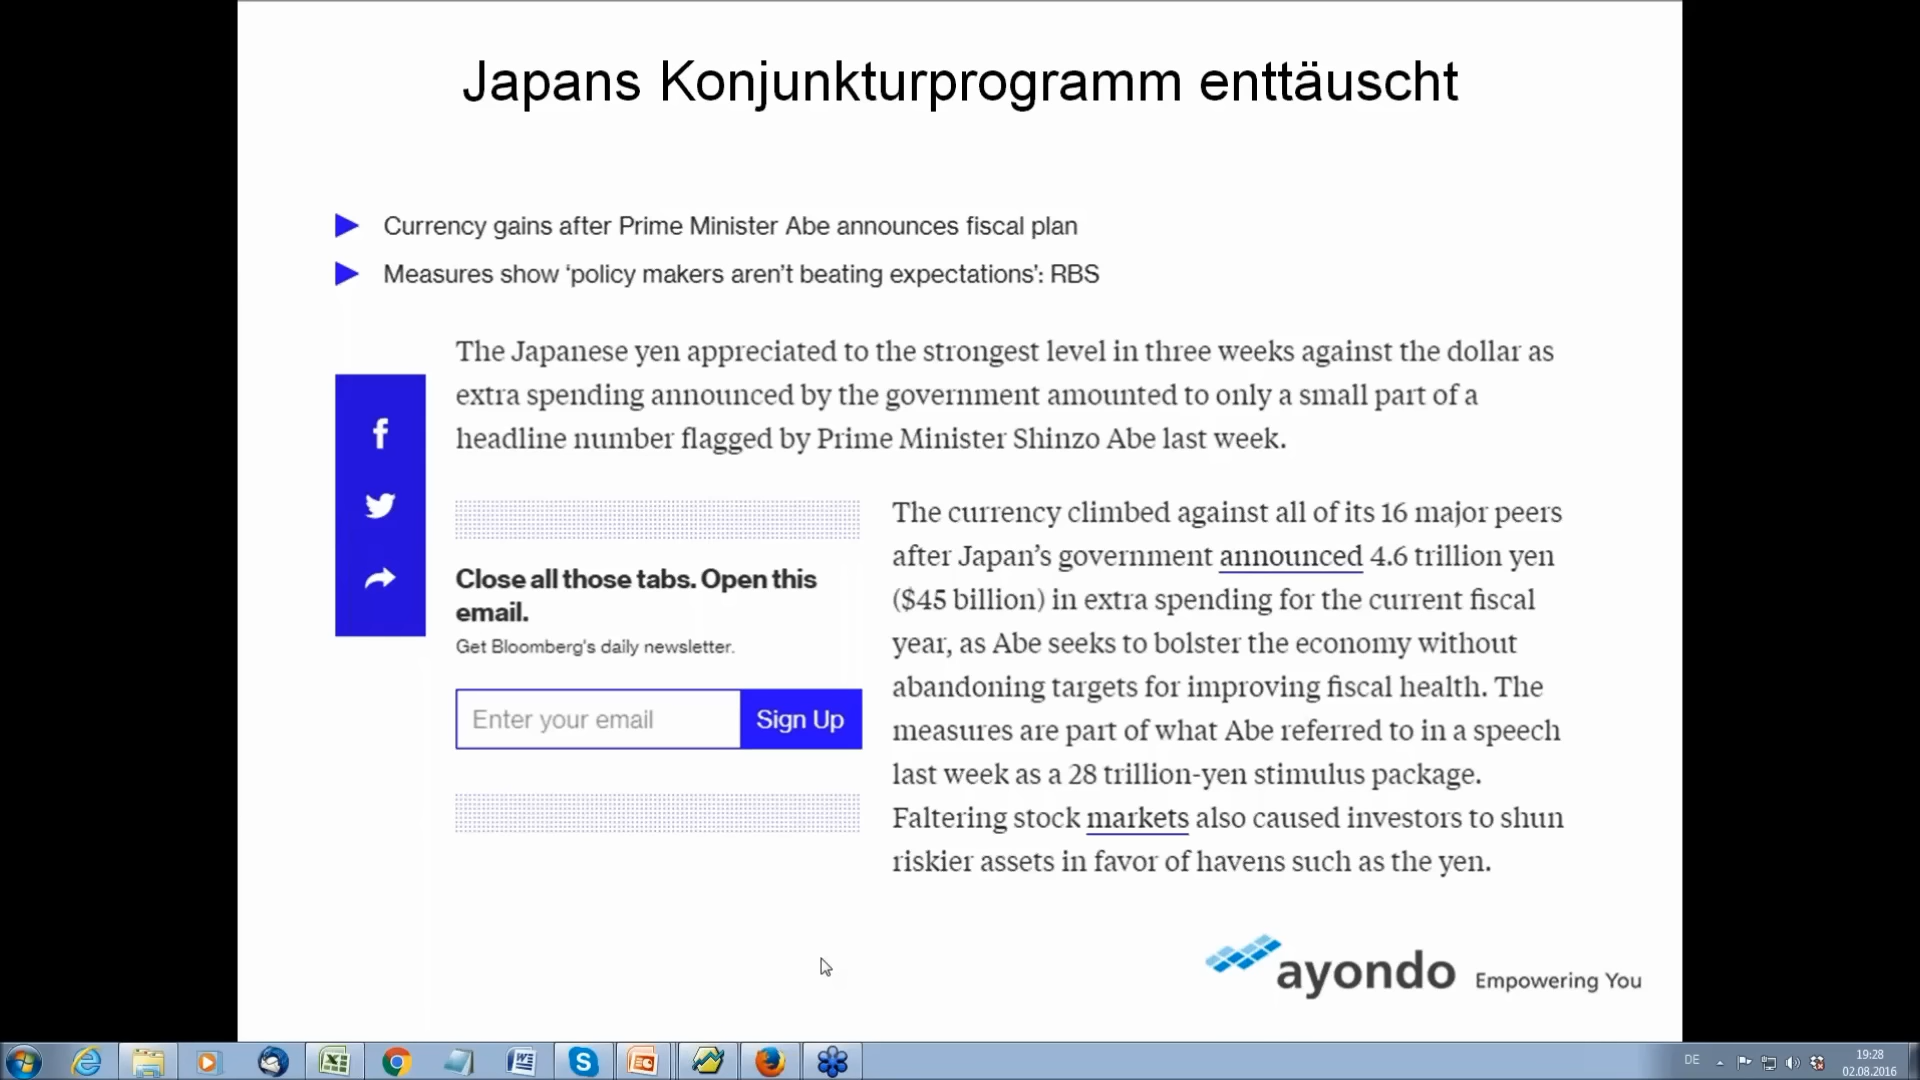 Japans Konjunkturprogramm enttäuscht
Currency gains after Prime Minister Abe announces fiscal plan
Measures show ‘policy makers aren’t beating expectations’: RBS
The Japanese yen appreciated to the strongest level in three weeks against the dollar as
extra spending announced by the government amounted to only a small part of a
headline number flagged by Prime Minister Shinzo Abe last week.
Close all those tabs. Open this
email.
Get Bloomberg's daily newsletter.
Enter your email
Sign Up
The currency climbed against all of its 16 major peers
after Japan’s government announced 4.6 trillion yen
($45 billion) in extra spending for the current fiscal
year, as Abe seeks to bolster the economy without
abandoning targets for improving fiscal health. The
measures are part of what Abe referred to in a speech
last week as a 28 trillion-yen stimulus package.
Faltering stock markets also caused investors to shun
riskier assets in favor of havens such as the yen.
ayondo Empowering You
DE
19:28
02.08.2016